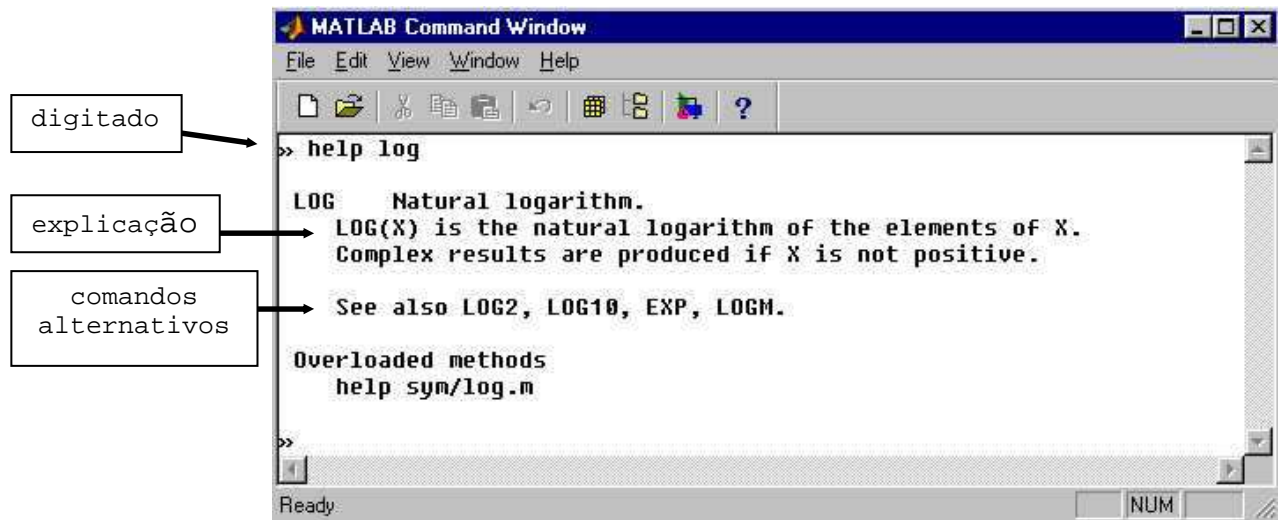 MATLAB Command Window
File Edit View Window Help
digitado
» help log
LOG Natural logarithm.
explicação
LOG(X) is the natural logarithm of the elements of X.
Complex results are produced if X is not positive.
comandos
alternativos
See also LOG2, LOG10, EXP, LOGM.
Overloaded methods
help sym/log.m
»
Ready NUM